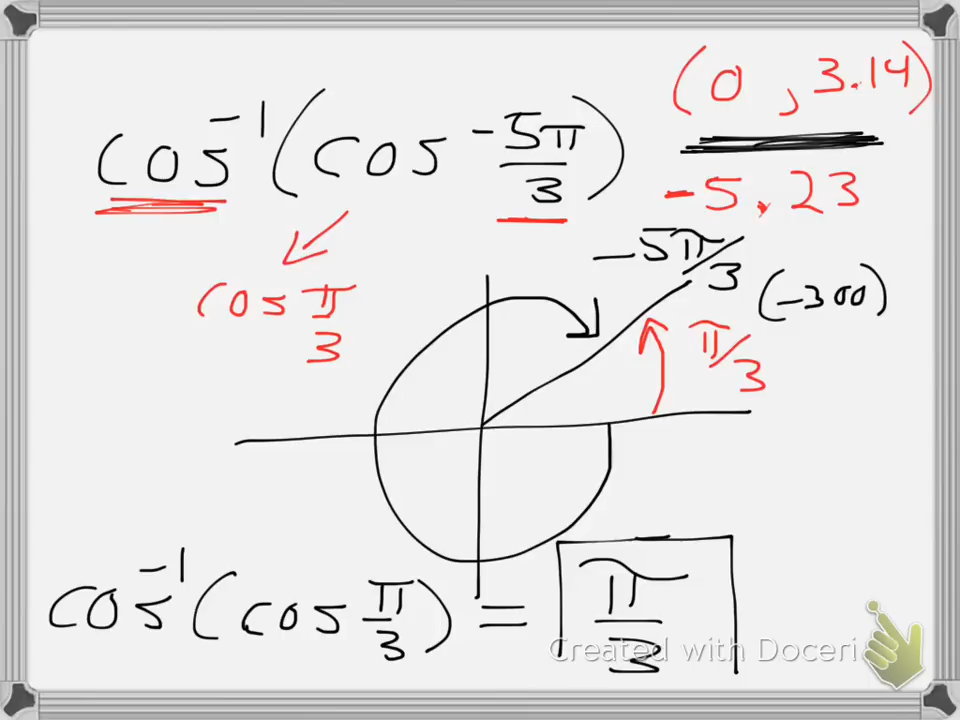 (0 , 3.14)
cos⁻¹(cos -5π/3)
-5.23
-5π/3
(-300)
cos π/3
π/3
cos⁻¹(cos π/3) = π/3
Created with Doceri